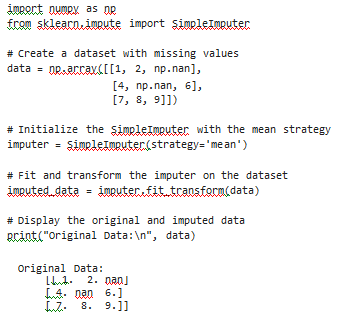 import numpy as np
from sklearn.impute import SimpleImputer
# Create a dataset with missing values
data = np.array([[1, 2, np.nan],
[4, np.nan, 6],
[7, 8, 9]])
# Initialize the SimpleImputer with the mean strategy
imputer = SimpleImputer(strategy='mean')
# Fit and transform the imputer on the dataset
imputed_data = imputer.fit_transform(data)
# Display the original and imputed data
print("Original Data:\n", data)
Original Data:
[[1. 2. nan]
[4. nan 6.]
[7. 8. 9.]]